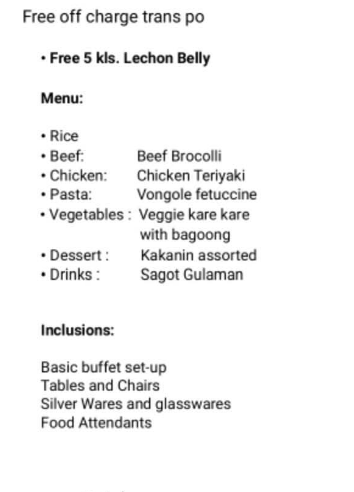 Free off charge trans po
• Free 5 kls. Lechon Belly
Menu:
• Rice
• Beef: Beef Brocolli
• Chicken: Chicken Teriyaki
• Pasta: Vongole fetuccine
• Vegetables : Veggie kare kare
with bagoong
• Dessert : Kakanin assorted
• Drinks : Sagot Gulaman
Inclusions:
Basic buffet set-up
Tables and Chairs
Silver Wares and glasswares
Food Attendants